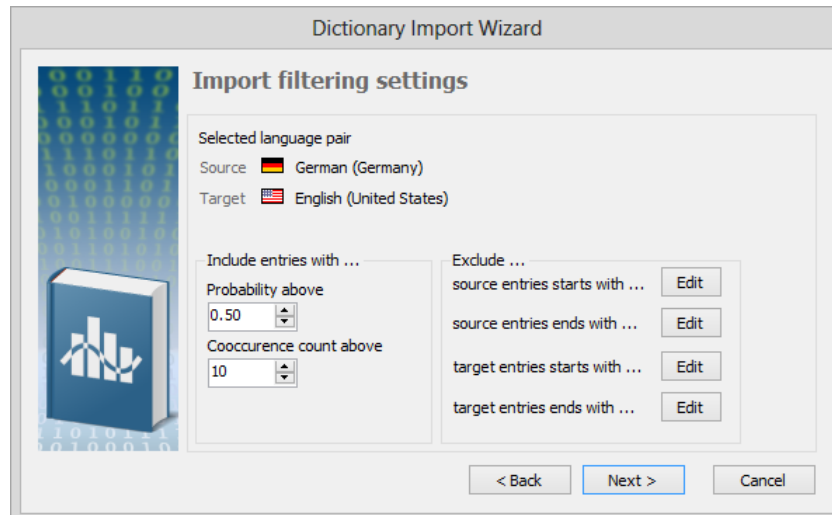 Dictionary Import Wizard
Import filtering settings
Selected language pair
Source German (Germany)
Target English (United States)
Include entries with ...
Probability above
0.50
Cooccurence count above
10
Exclude ...
source entries starts with ... Edit
source entries ends with ... Edit
target entries starts with ... Edit
target entries ends with ... Edit
< Back Next > Cancel